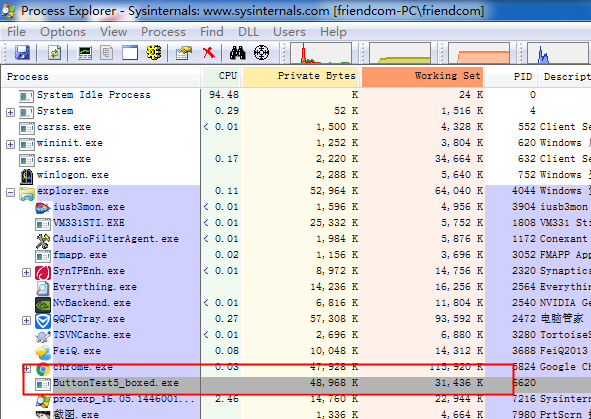 Process Explorer - Sysinternals: www.sysinternals.com [friendcom-PC\friendcom]
File Options View Process Find DLL Users Help
Process CPU Private Bytes Working Set PID Descript
System Idle Process 94.48 K 24 K 0
System 0.29 52 K 1,516 K 4
csrss.exe < 0.01 1,500 K 4,328 K 552 Client Se
wininit.exe 1,252 K 3,804 K 620 Windows
csrss.exe 0.17 2,220 K 34,664 K 632 Client Se
winlogon.exe 2,288 K 5,640 K 752 Windows
explorer.exe 0.11 52,964 K 64,040 K 4044 Windows
iusb3mon.exe < 0.01 1,596 K 4,956 K 3904 iusb3mon
VM331STI.EXE < 0.01 25,332 K 5,752 K 1808 VM331 STI
CAudioFilterAgent.exe 1,984 K 5,876 K 1172 Conexant
fmapp.exe 0.02 1,156 K 3,696 K 3052 FMAPP App
SynTPEnh.exe < 0.01 8,972 K 14,756 K 2320 Synaptics
Everything.exe 14,236 K 16,256 K 2564 Everything
NvBackend.exe < 0.01 6,816 K 11,804 K 2540 NVIDIA Ge
QQPCTray.exe 0.27 57,308 K 93,592 K 2472 电脑管家
TSVNCache.exe < 0.01 2,696 K 6,880 K 3280 TortoiseS
FeiQ.exe 0.08 10,048 K 14,312 K 3688 FeiQ2013
chrome.exe 0.03 47,928 K 115,920 K 5824 Google Ch
ButtonTest5_boxed.exe 48,968 K 31,436 K 6620
procexp_16.05.1446001... 2.46 14,760 K 22,944 K 7216 Sysintern
截图.exe 1,336 K 4,664 K